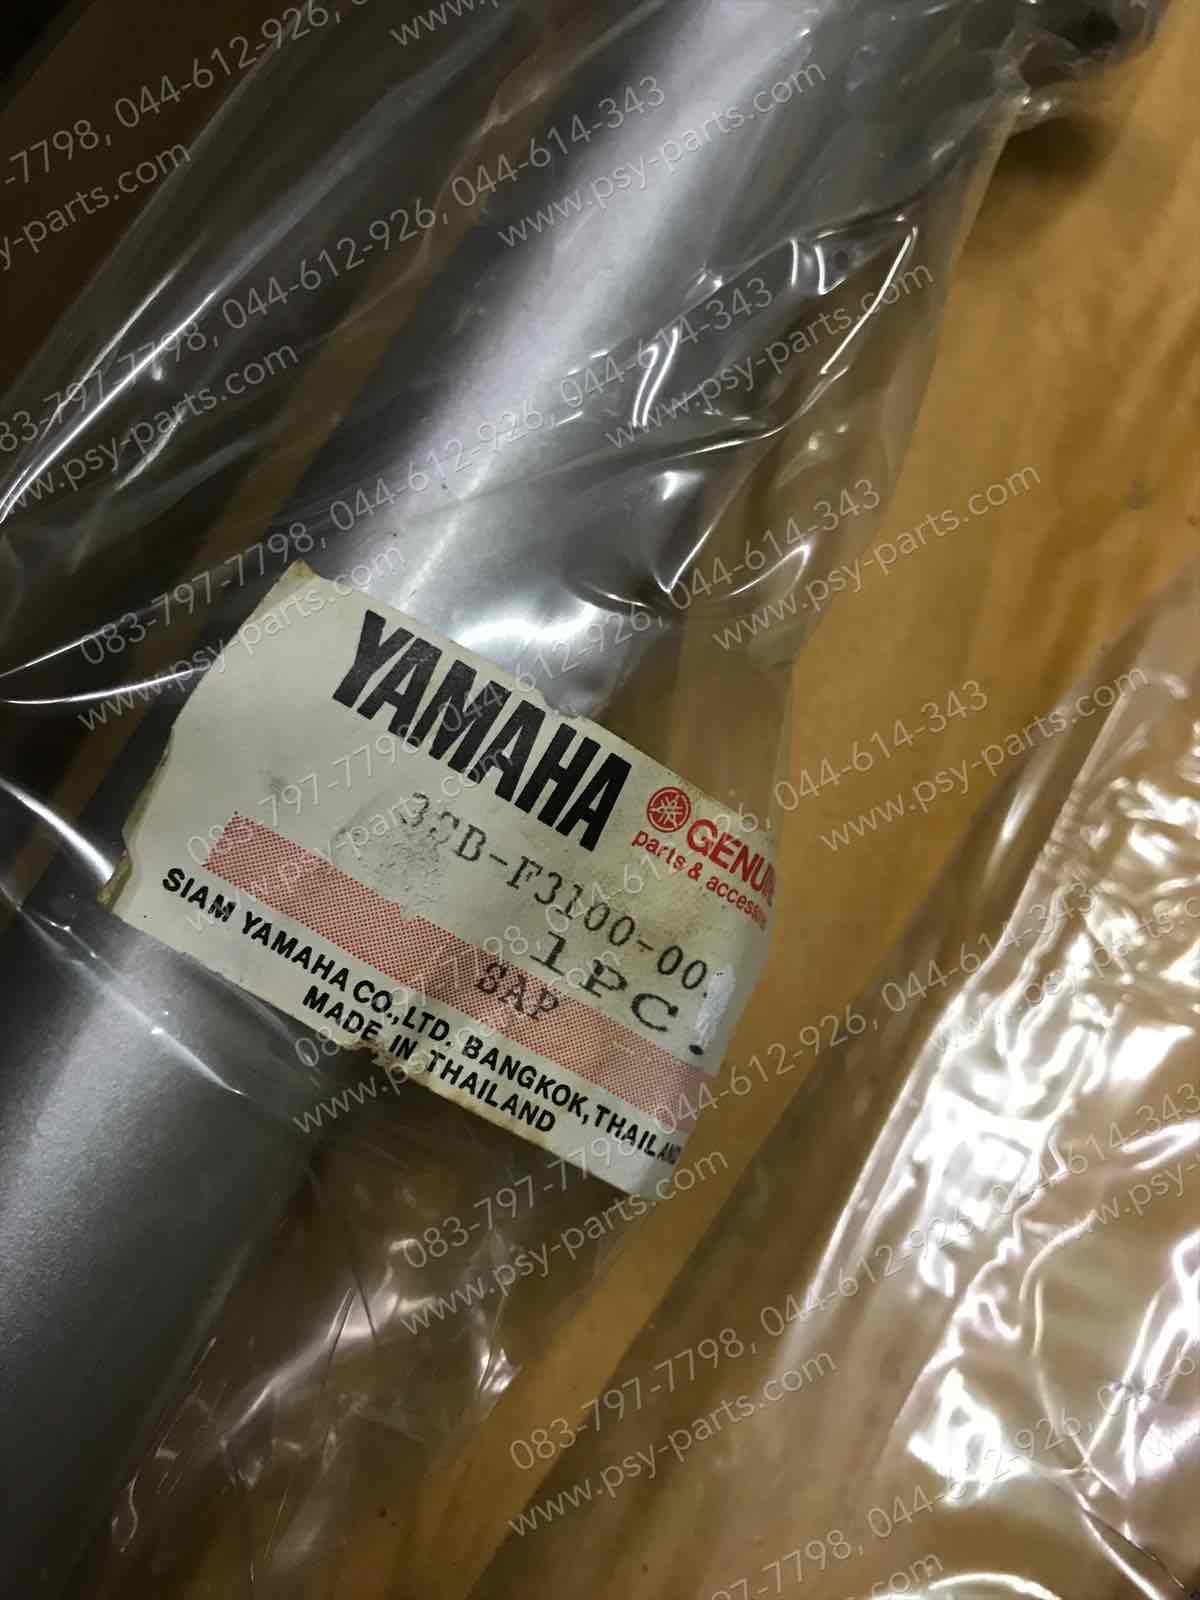 YAMAHA
GENUINE
parts & access
3CB-F3100-00
1PC
SAP
SIAM YAMAHA CO., LTD. BANGKOK, THAILAND
MADE IN THAILAND
083-797-7798, 044-612-926, 044-614-343
www.psy-parts.com